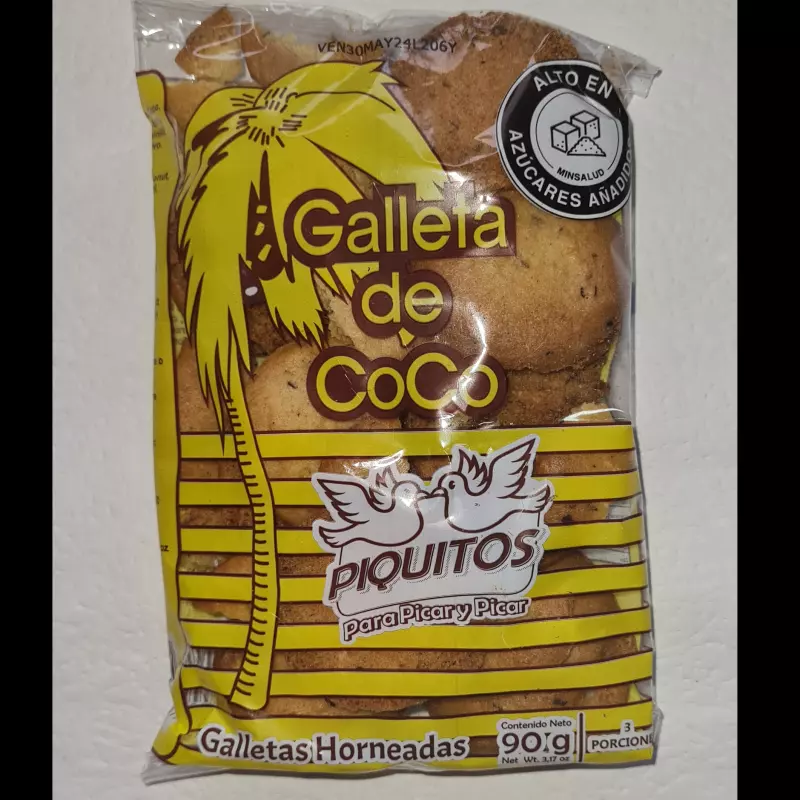 VEN30MAY24L206Y
ALTO EN
AZÚCARES AÑADIDOS
MINSALUD
Galleta
de
CoCo
PIQUITOS
Para Picar y Picar
Galletas Horneadas
Contenido Neto
90 g
Net Wt. 3,17 oz
3
PORCIONE